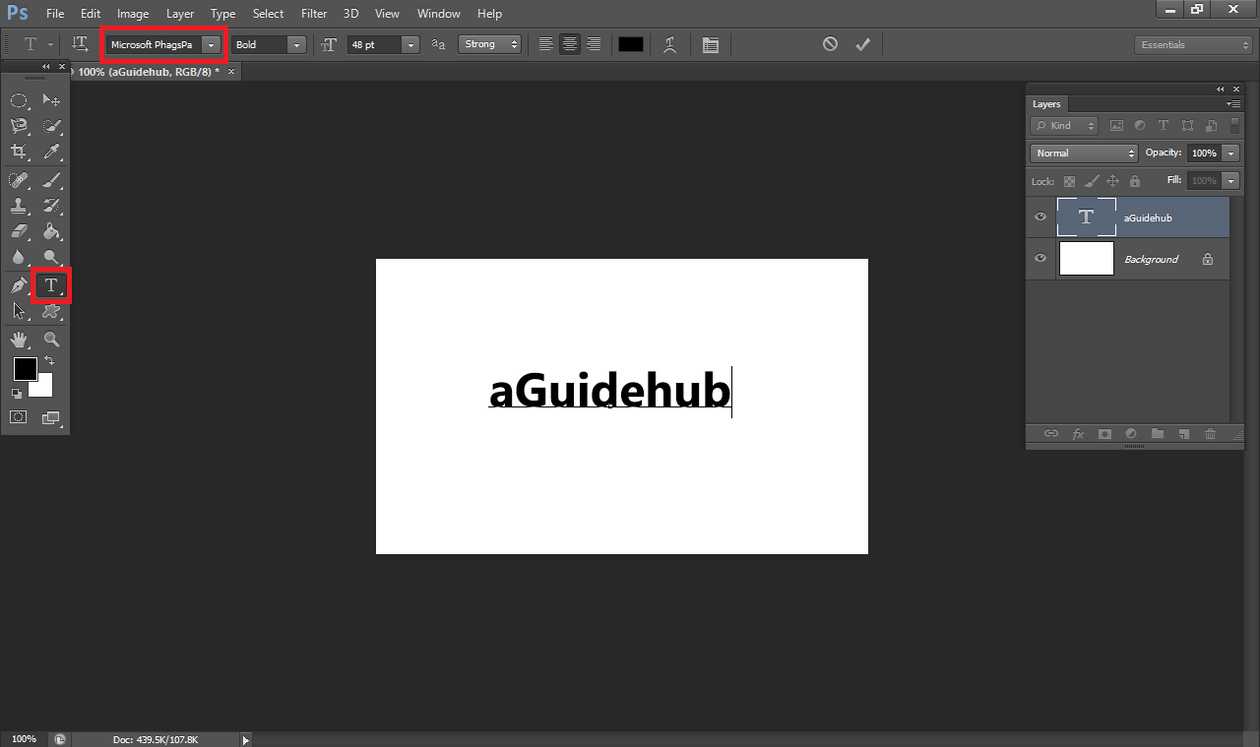 Ps File Edit Image Layer Type Select Filter 3D View Window Help
T Microsoft PhagsPa Bold 48 pt aa Strong Essentials
100% (aGuidehub, RGB/8) * ×
Layers
Kind
Normal Opacity: 100%
Lock: Fill: 100%
T aGuidehub
Background
T
aGuidehub
fx
100% Doc: 439.5K/107.8K